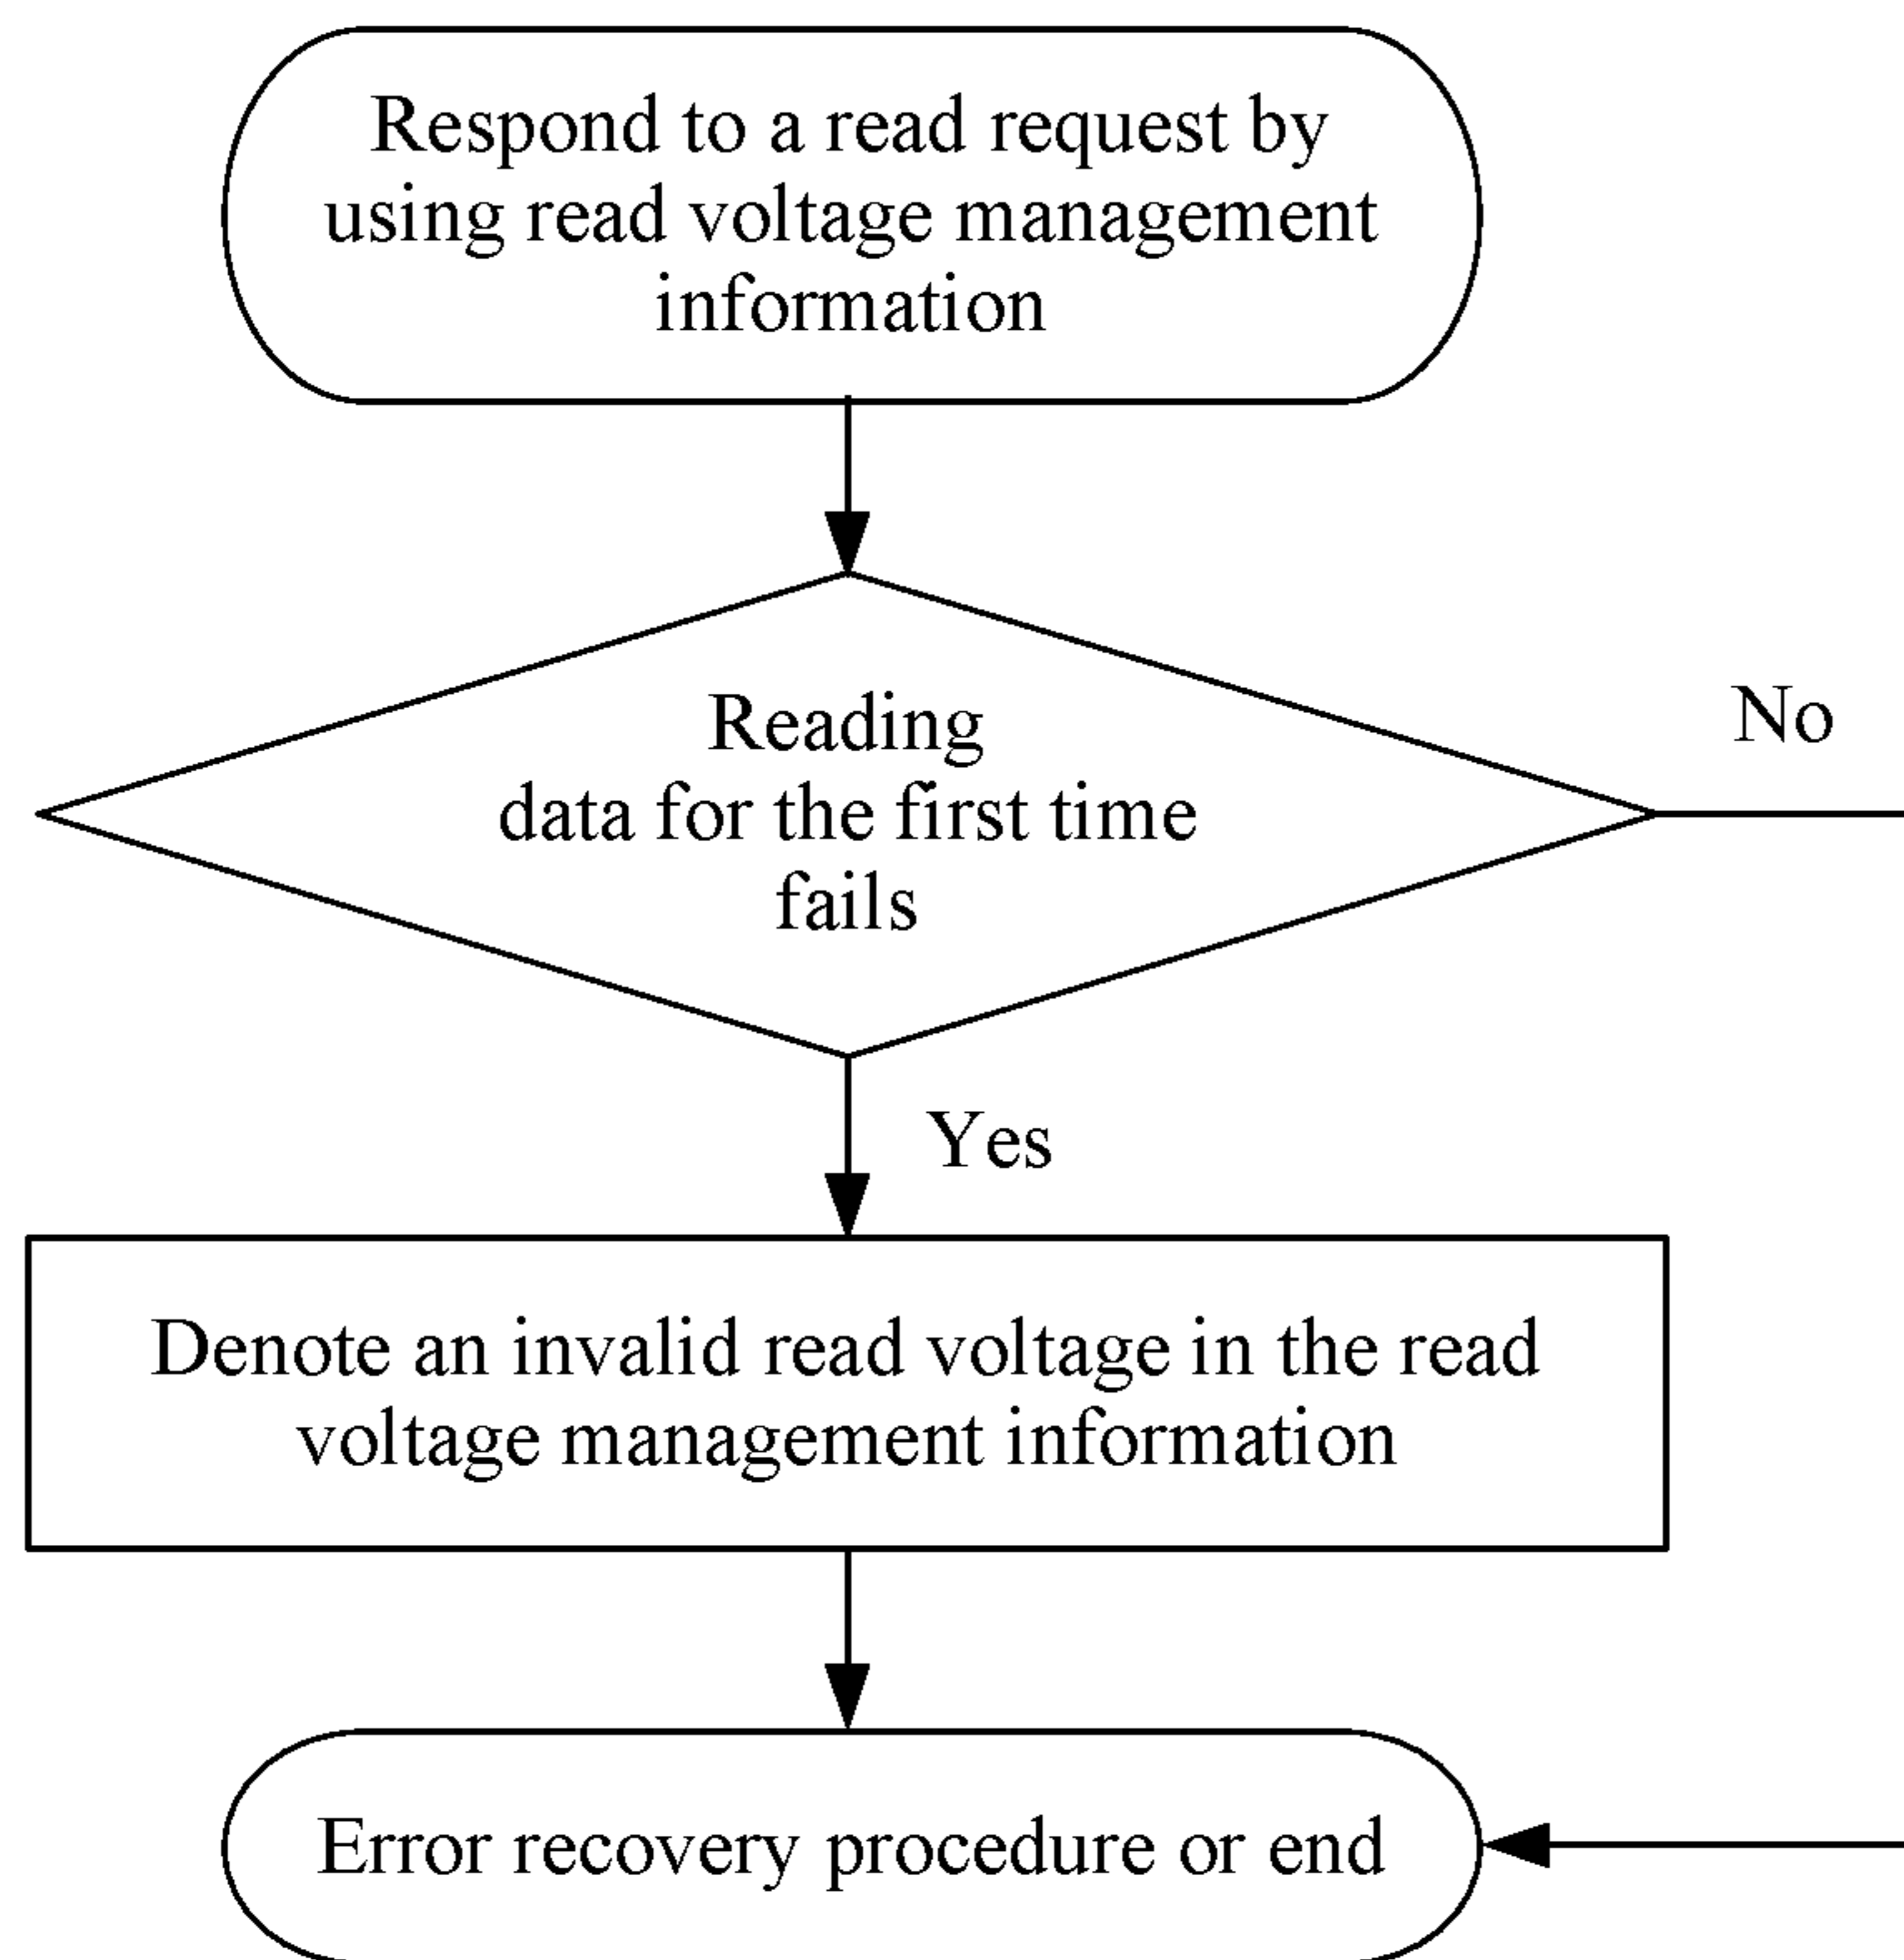 Respond to a read request by
using read voltage management
information
Reading
data for the first time
fails
No
Yes
Denote an invalid read voltage in the read
voltage management information
Error recovery procedure or end